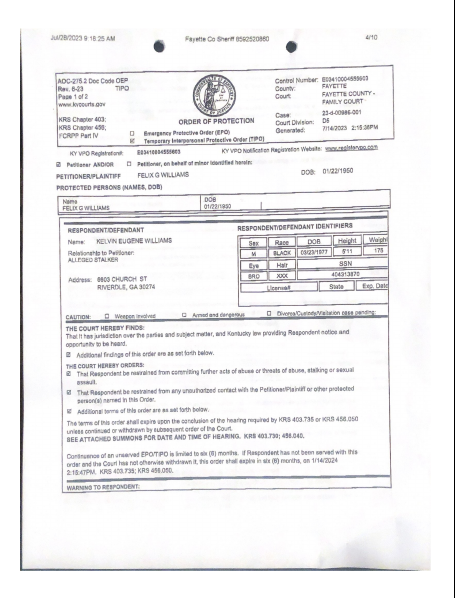 Jul/28/2023 9:18:25 AM Fayette Co Sheriff 8592520860 4/10
AOC-275.2 Doc Code OEP
Rev. 6-23 TIPO
Page 1 of 2
www.kycourts.gov
KRS Chapter 403;
KRS Chapter 456;
FCRPP Part IV
ORDER OF PROTECTION
☐ Emergency Protective Order (EPO)
☒ Temporary Interpersonal Protective Order (TIPO)
Control Number: E03410004555603
County: FAYETTE
Court: FAYETTE COUNTY -
FAMILY COURT
Case: 23-d-00986-001
Court Division: D5
Generated: 7/14/2023 2:15:36PM
KY VPO Registration#: E03410004555603 KY VPO Notification Registration Website: www.registervpo.com
☒ Petitioner AND/OR ☐ Petitioner, on behalf of minor identified herein:
PETITIONER/PLAINTIFF FELIX G WILLIAMS DOB: 01/22/1950
PROTECTED PERSONS (NAMES, DOB)
Name DOB
FELIX G WILLIAMS 01/22/1950
RESPONDENT/DEFENDANT
Name: KELVIN EUGENE WILLIAMS
Relationship to Petitioner:
ALLEGED STALKER
Address: 6903 CHURCH ST
RIVERDLE, GA 30274
RESPONDENT/DEFENDANT IDENTIFIERS
Sex Race DOB Height Weight
M BLACK 03/23/1977 5'11 175
Eye Hair SSN
BRO XXX 404313870
License# State Exp. Date
CAUTION: ☐ Weapon involved ☐ Armed and dangerous ☐ Divorce/Custody/Visitation case pending:
THE COURT HEREBY FINDS:
That it has jurisdiction over the parties and subject matter, and Kentucky law providing Respondent notice and
opportunity to be heard.
☒ Additional findings of this order are as set forth below.
THE COURT HEREBY ORDERS:
☒ That Respondent be restrained from committing further acts of abuse or threats of abuse, stalking or sexual
assault.
☒ That Respondent be restrained from any unauthorized contact with the Petitioner/Plaintiff or other protected
person(s) named in this Order.
☒ Additional terms of this order are as set forth below.
The terms of this order shall expire upon the conclusion of the hearing required by KRS 403.735 or KRS 456.050
unless continued or withdrawn by subsequent order of the Court.
SEE ATTACHED SUMMONS FOR DATE AND TIME OF HEARING. KRS 403.730; 456.040.
Continuance of an unserved EPO/TIPO is limited to six (6) months. If Respondent has not been served with this
order and the Court has not otherwise withdrawn it, this order shall expire in six (6) months, on 1/14/2024
2:15:47PM. KRS 403.735; KRS 456.050.
WARNING TO RESPONDENT: